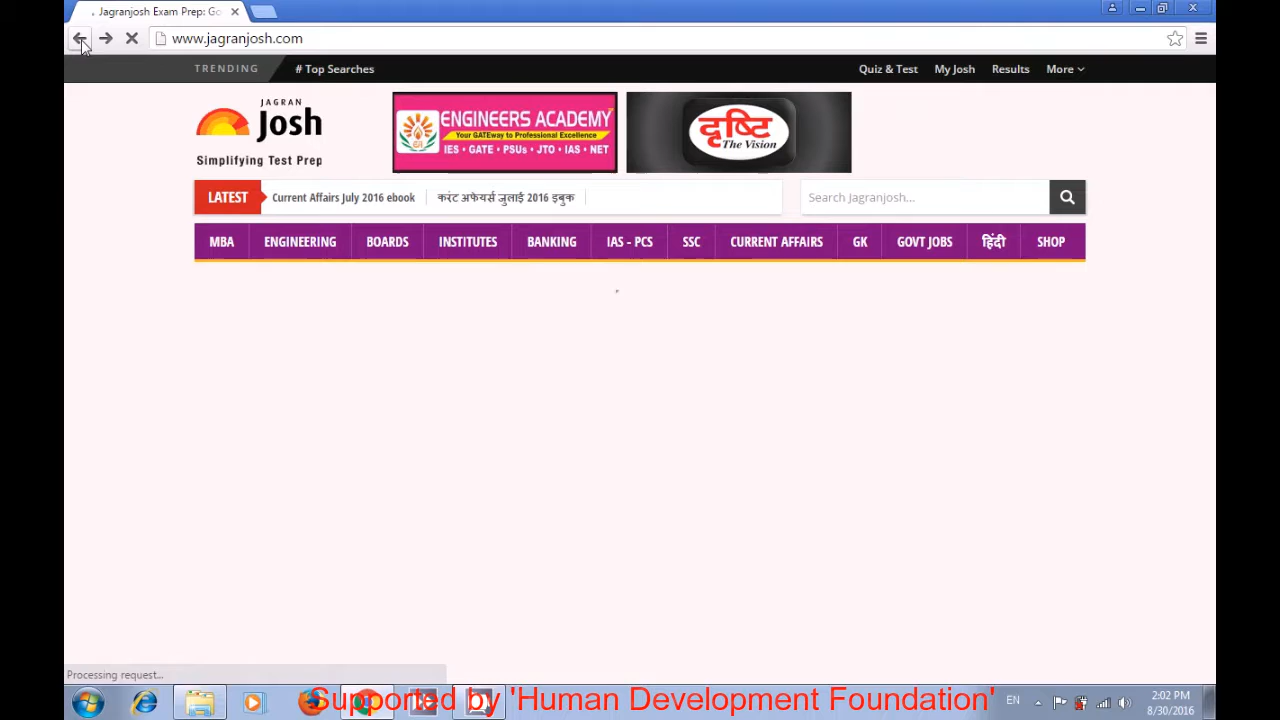 Jagranjosh Exam Prep: Go
www.jagranjosh.com
TRENDING
# Top Searches
Quiz & Test
My Josh
Results
More
JAGRAN
Josh
Simplifying Test Prep
ENGINEERS ACADEMY
Your GATEway to Professional Excellence
IES • GATE • PSUs • JTO • IAS • NET
दृष्टि
The Vision
LATEST
Current Affairs July 2016 ebook
करंट अफेयर्स जुलाई 2016 इबुक
Search Jagranjosh...
MBA
ENGINEERING
BOARDS
INSTITUTES
BANKING
IAS - PCS
SSC
CURRENT AFFAIRS
GK
GOVT JOBS
हिंदी
SHOP
Processing request...
Supported by 'Human Development Foundation'
EN
2:02 PM
8/30/2016